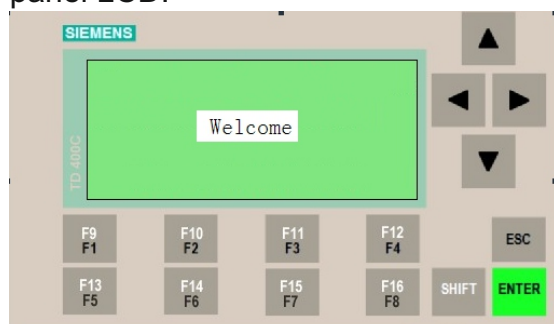 panel LCD.
SIEMENS
Welcome
TD 400C
F9 F10 F11 F12
F1 F2 F3 F4 ESC
F13 F14 F15 F16 SHIFT ENTER
F5 F6 F7 F8